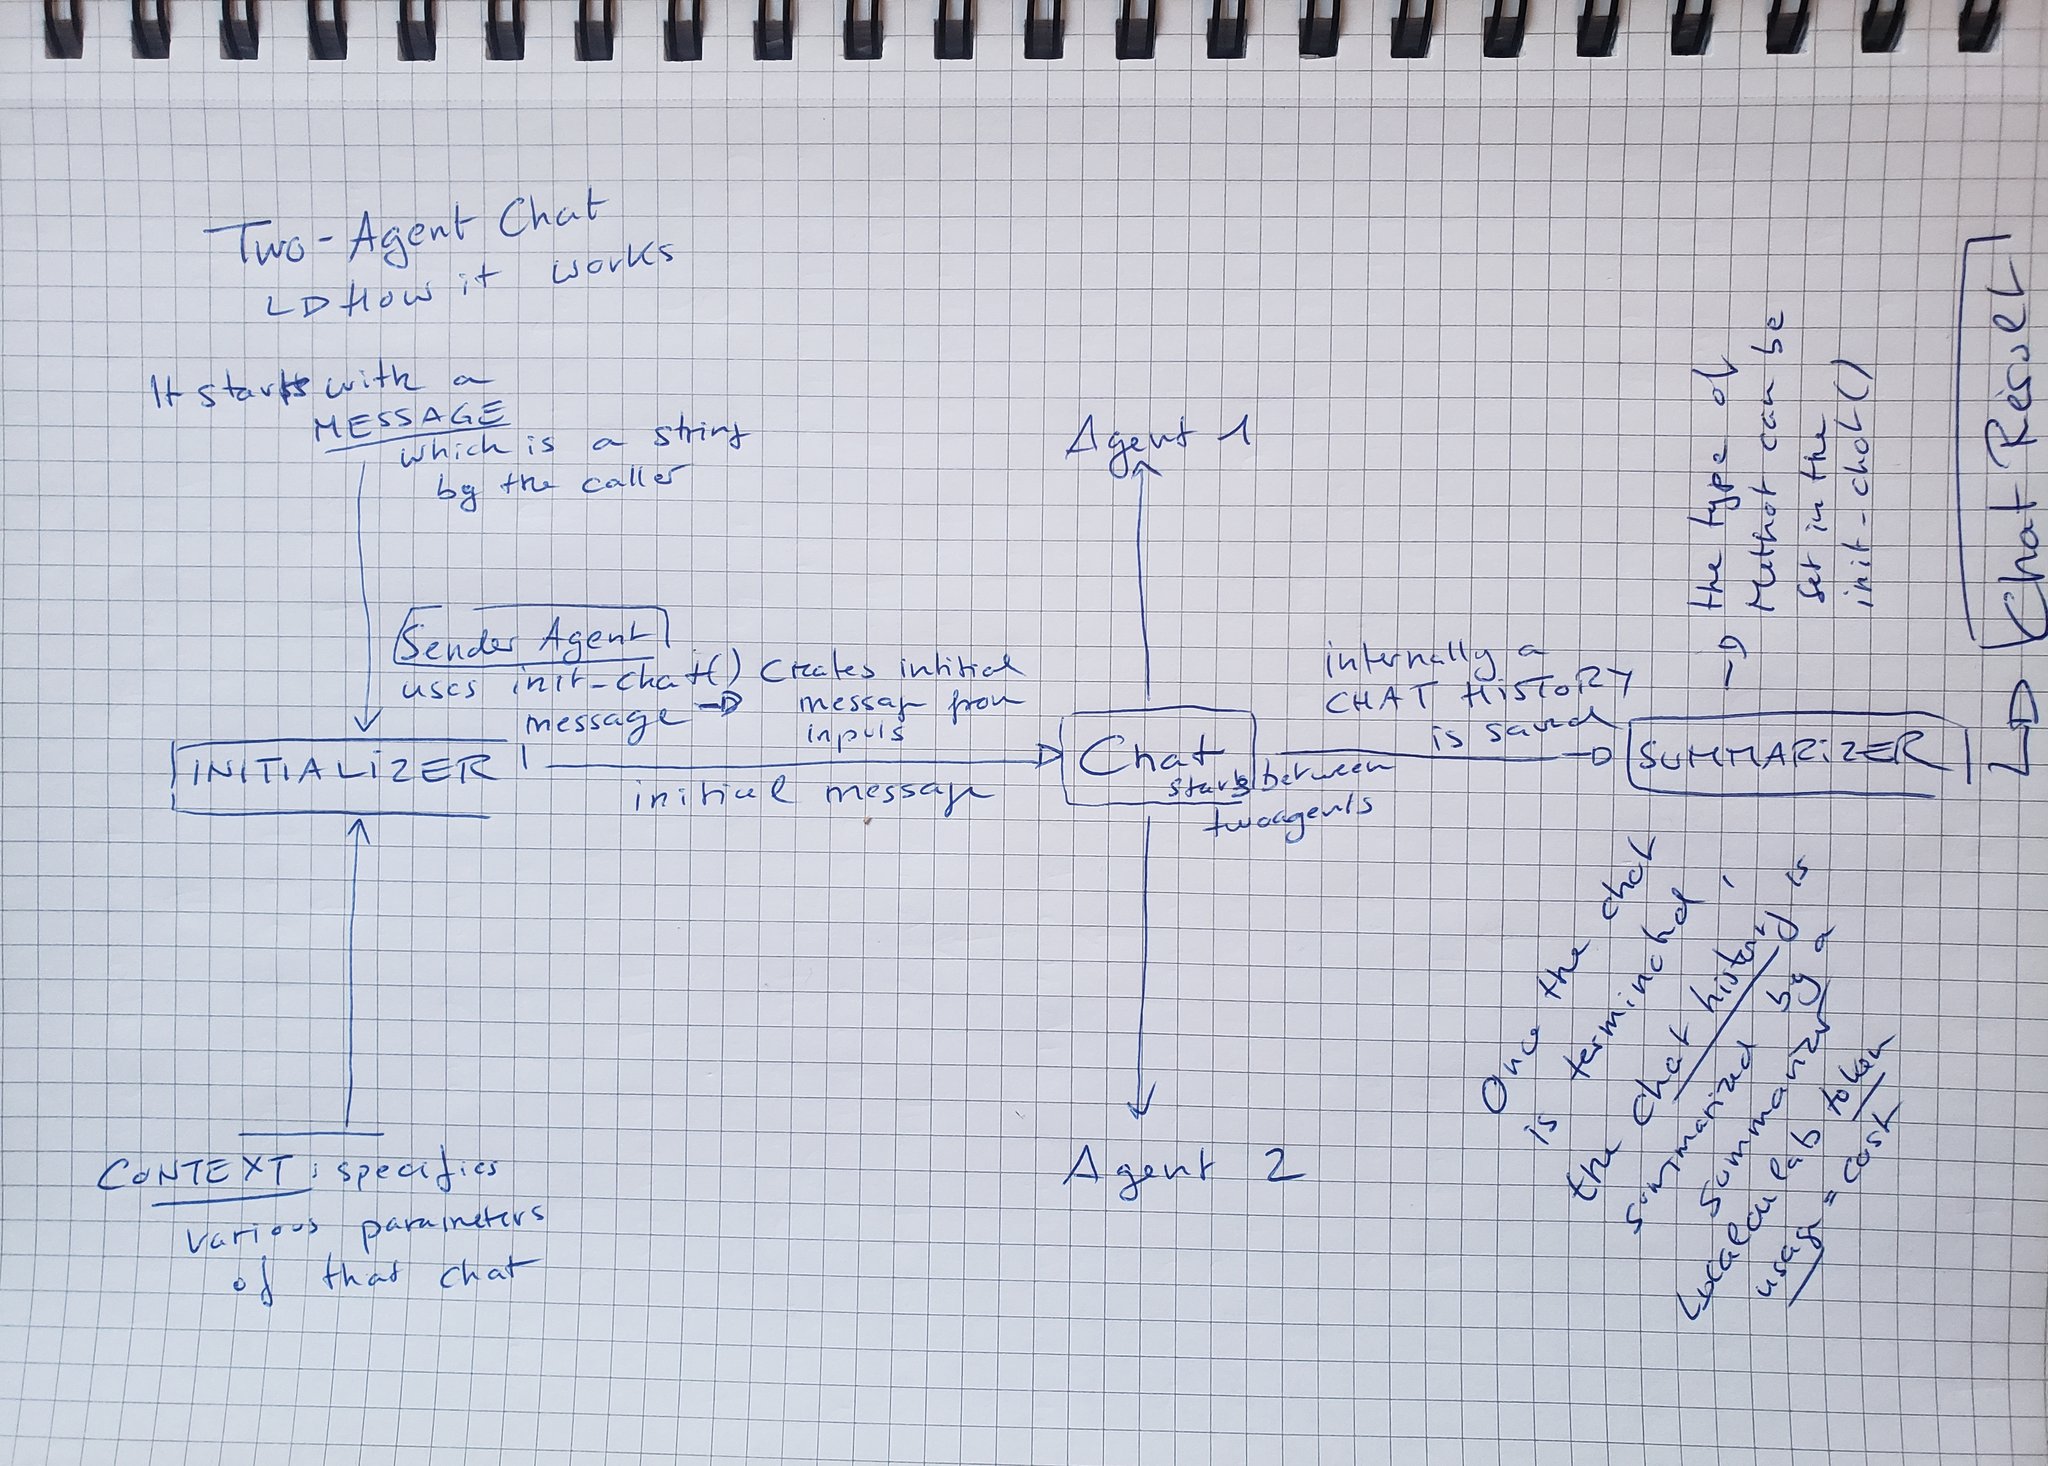 Two-Agent Chat
How it works
It starts with a
MESSAGE
which is a string
by the caller
Sender Agent
uses init-chat() Creates intitial
message message from
inputs
INITIALIZER
initial message
CONTEXT: specifies
various parameters
of that chat
Agent 1
Chat
starts between
two agents
Agent 2
internally a
CHAT HISTORY
is saved
SUMMARIZER
the type of
Method can be
set in the
init-chat()
Once the chat
is terminated,
the chat history is
summarized by a
summarizer
token
usage = cost
Chat Result